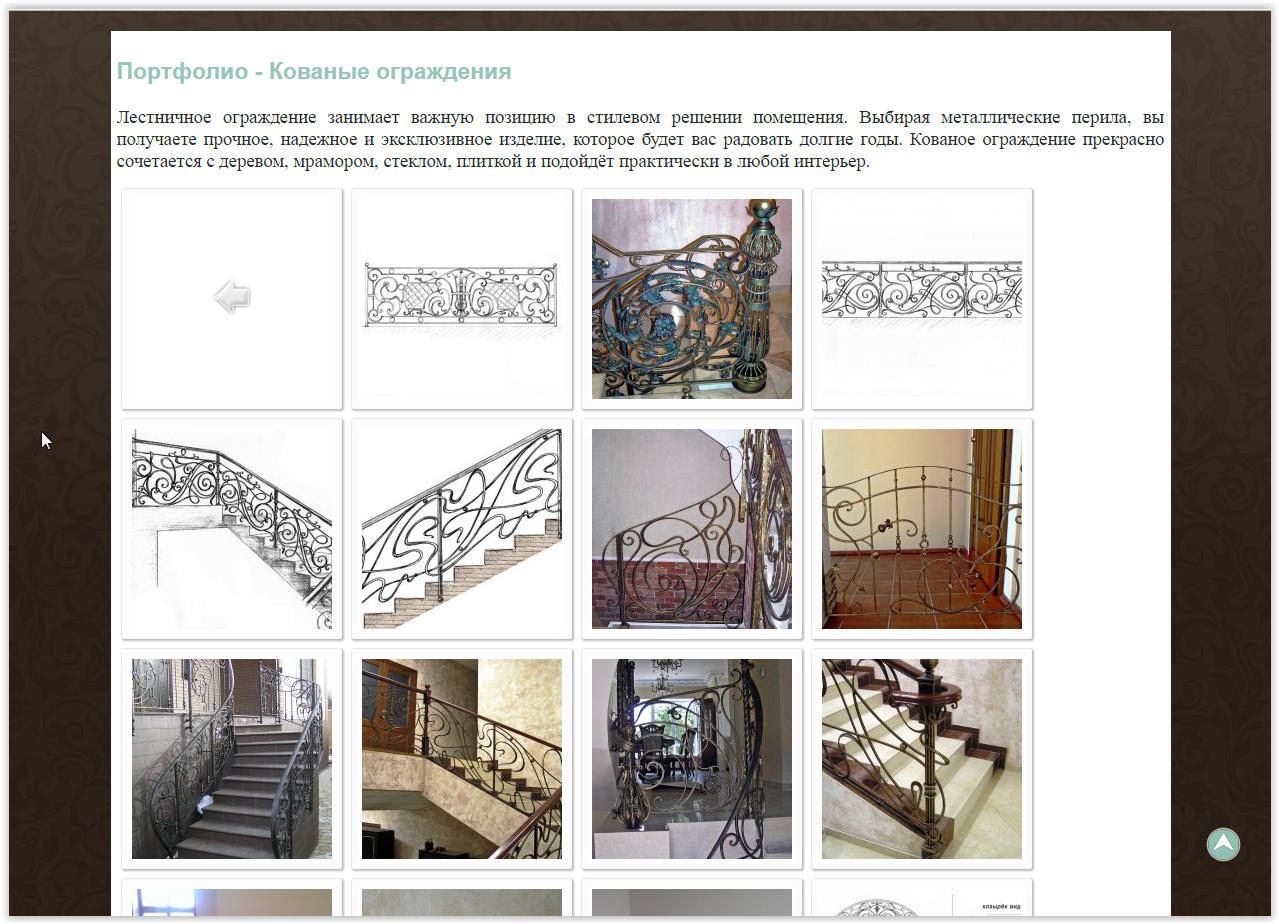 Портфолио - Кованые ограждения
Лестничное ограждение занимает важную позицию в стилевом решении помещения. Выбирая металлические перила, вы
получаете прочное, надежное и эксклюзивное изделие, которое будет вас радовать долгие годы. Кованое ограждение прекрасно
сочетается с деревом, мрамором, стеклом, плиткой и подойдёт практически в любой интерьер.
козырёк вид